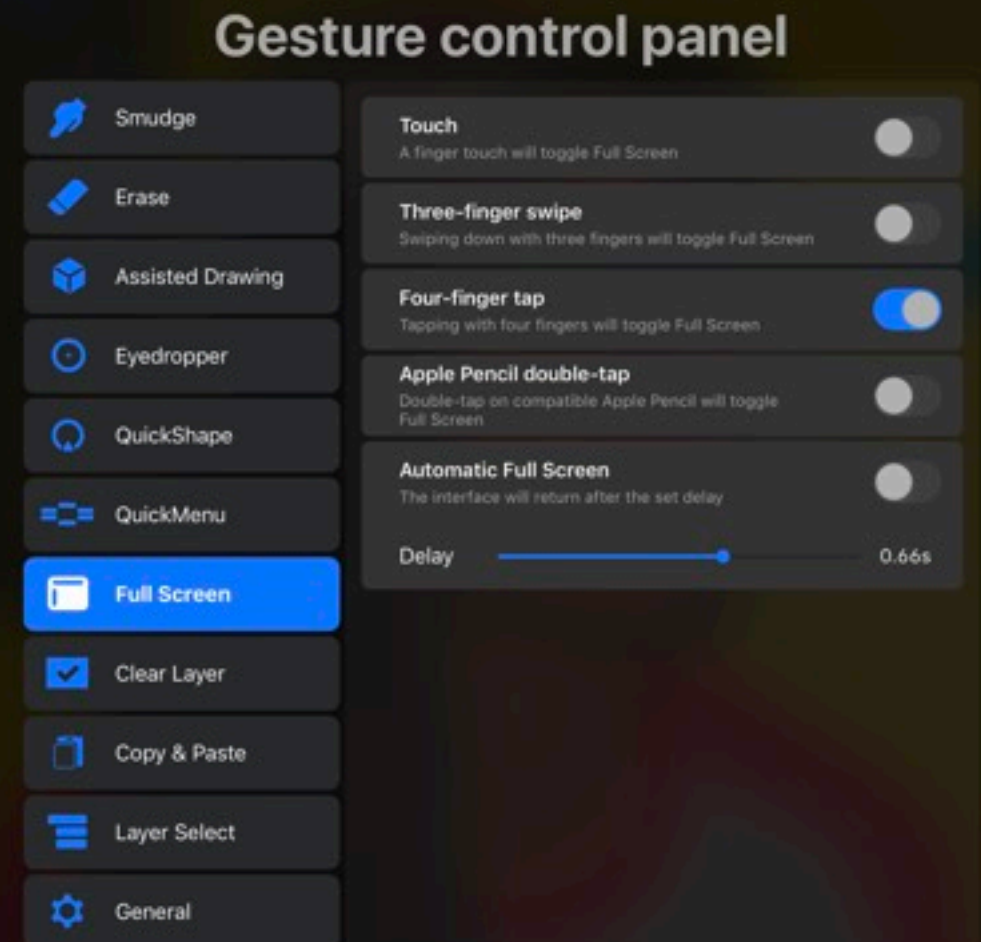 Gesture control panel
Smudge
Erase
Assisted Drawing
Eyedropper
QuickShape
QuickMenu
Full Screen
Clear Layer
Copy & Paste
Layer Select
General
Touch
A finger touch will toggle Full Screen
Three-finger swipe
Swiping down with three fingers will toggle Full Screen
Four-finger tap
Tapping with four fingers will toggle Full Screen
Apple Pencil double-tap
Double-tap on compatible Apple Pencil will toggle
Full Screen
Automatic Full Screen
The interface will return after the set delay
Delay 0.66s